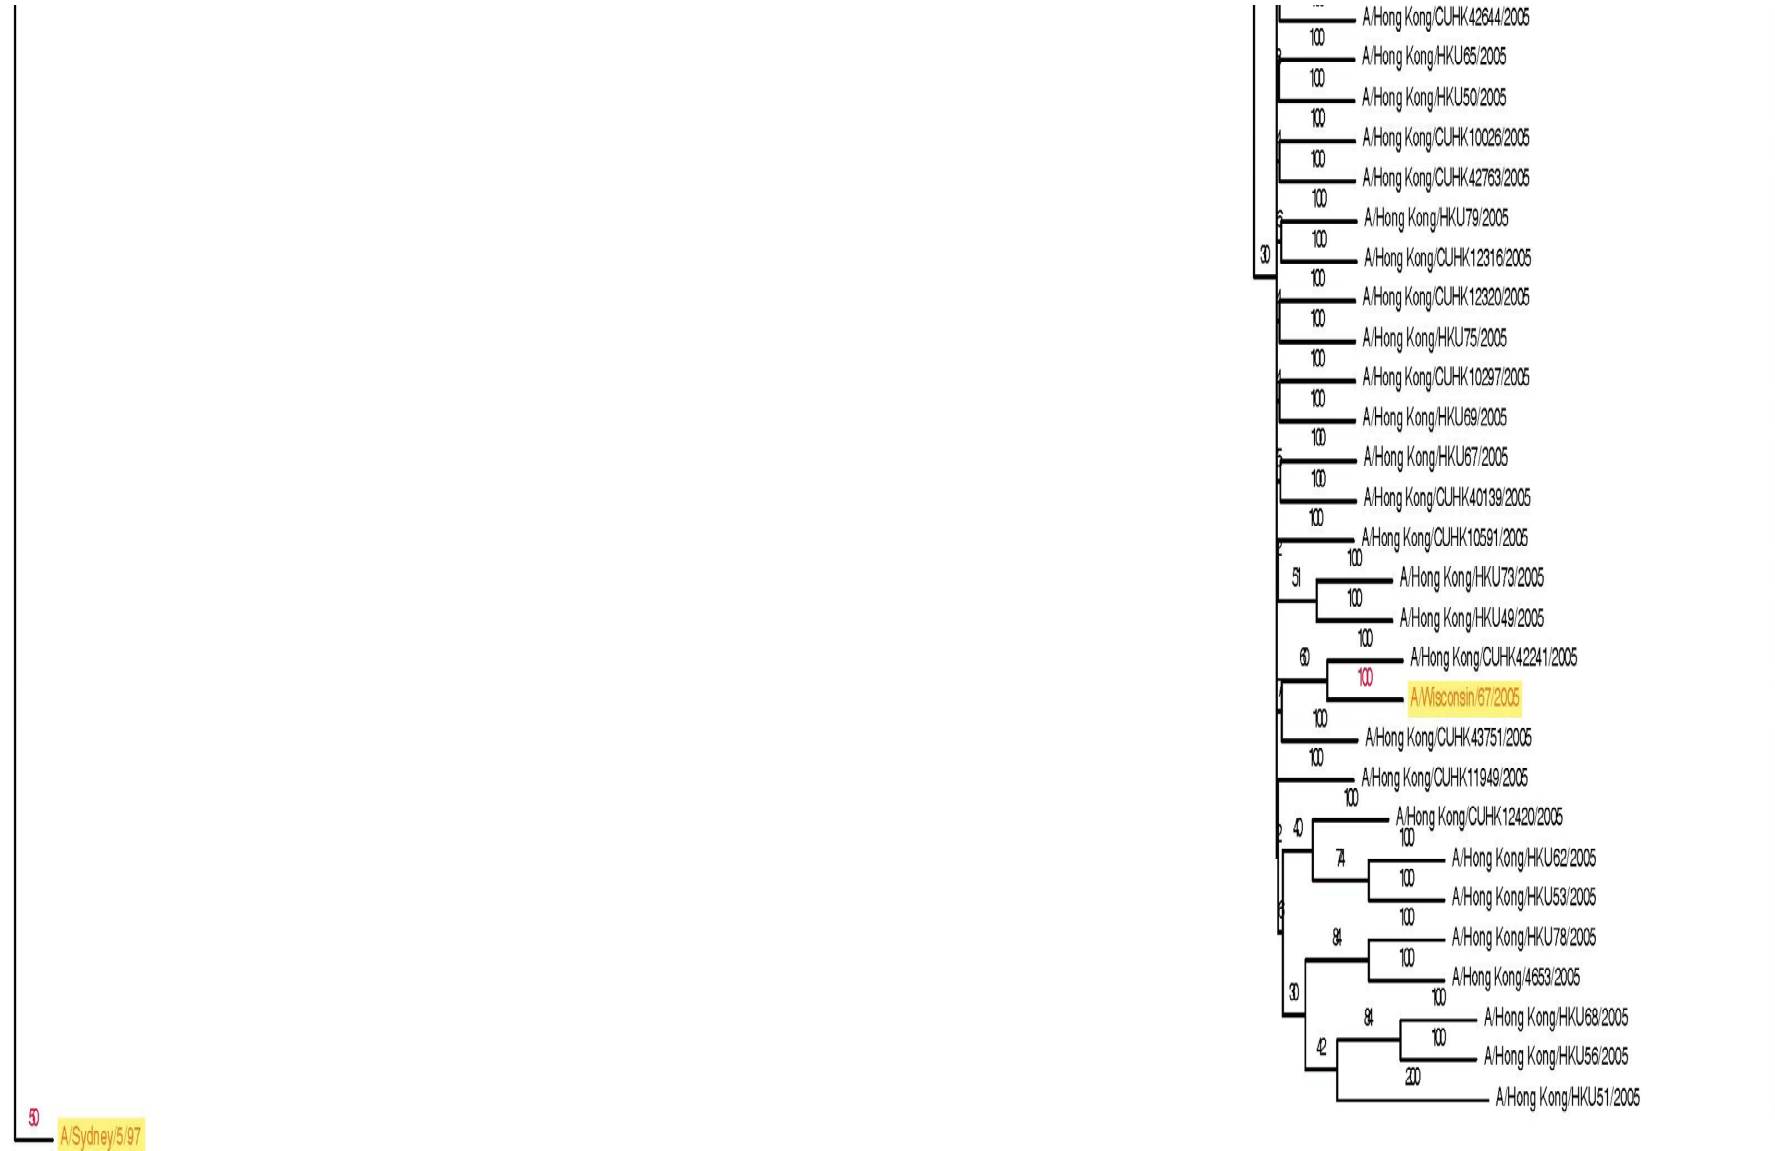 A/Hong Kong/CUHK42644/2005
100
A/Hong Kong/HKU65/2005
100
A/Hong Kong/HKU50/2005
100
A/Hong Kong/CUHK10026/2005
100
A/Hong Kong/CUHK42763/2005
100
A/Hong Kong/HKU79/2005
100
30
A/Hong Kong/CUHK12316/2005
100
A/Hong Kong/CUHK12320/2005
100
A/Hong Kong/HKU75/2005
100
A/Hong Kong/CUHK10297/2005
100
A/Hong Kong/HKU69/2005
100
A/Hong Kong/HKU67/2005
100
A/Hong Kong/CUHK40139/2005
100
A/Hong Kong/CUHK10591/2005
100
51
A/Hong Kong/HKU73/2005
100
A/Hong Kong/HKU49/2005
100
60
A/Hong Kong/CUHK42241/2005
100
A/Wisconsin/67/2005
100
A/Hong Kong/CUHK43751/2005
100
A/Hong Kong/CUHK11949/2005
100
40
A/Hong Kong/CUHK12420/2005
100
74
A/Hong Kong/HKU62/2005
100
A/Hong Kong/HKU53/2005
100
84
A/Hong Kong/HKU78/2005
100
A/Hong Kong/4653/2005
30
100
84
A/Hong Kong/HKU68/2005
100
42
A/Hong Kong/HKU56/2005
200
A/Hong Kong/HKU51/2005
50
A/Sydney/5/97